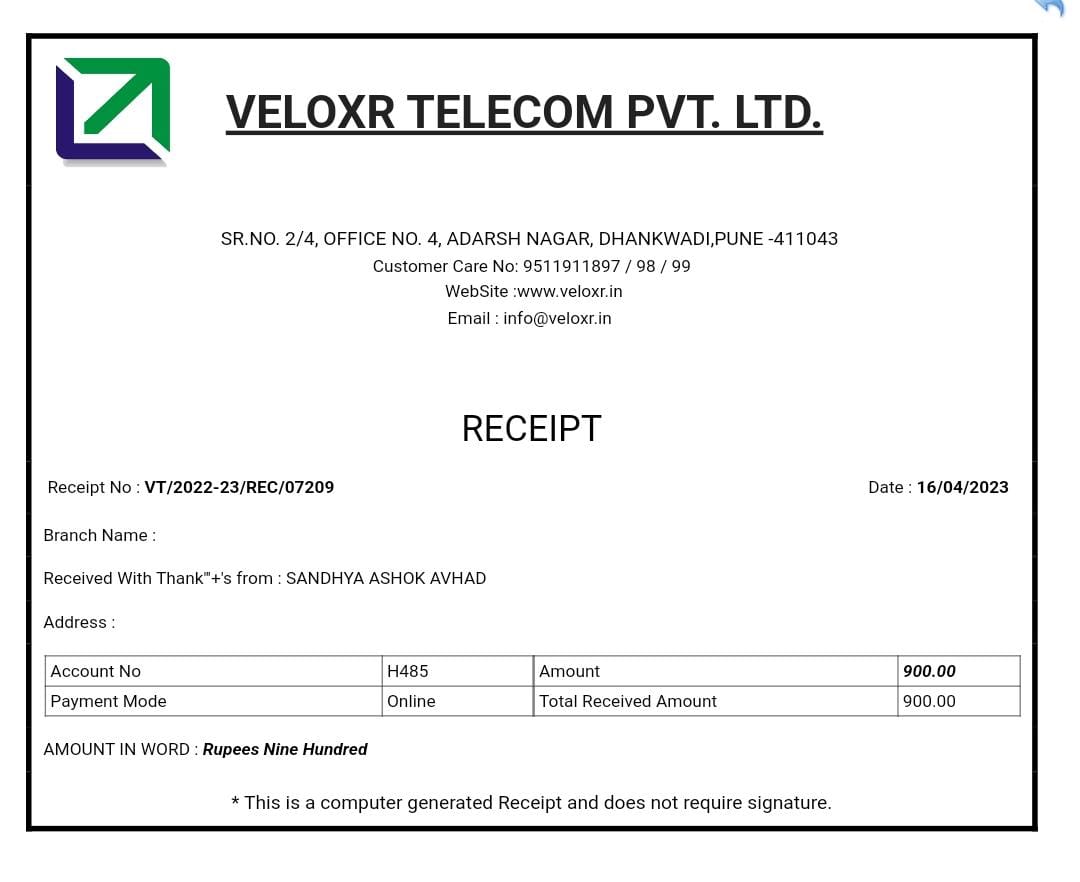 VELOXR TELECOM PVT. LTD.
SR.NO. 2/4, OFFICE NO. 4, ADARSH NAGAR, DHANKWADI,PUNE -411043
Customer Care No: 9511911897 / 98 / 99
WebSite :www.veloxr.in
Email : info@veloxr.in
RECEIPT
Receipt No : VT/2022-23/REC/07209 Date : 16/04/2023
Branch Name :
Received With Thank'"+'s from : SANDHYA ASHOK AVHAD
Address :
Account No H485 Amount 900.00
Payment Mode Online Total Received Amount 900.00
AMOUNT IN WORD : Rupees Nine Hundred
* This is a computer generated Receipt and does not require signature.